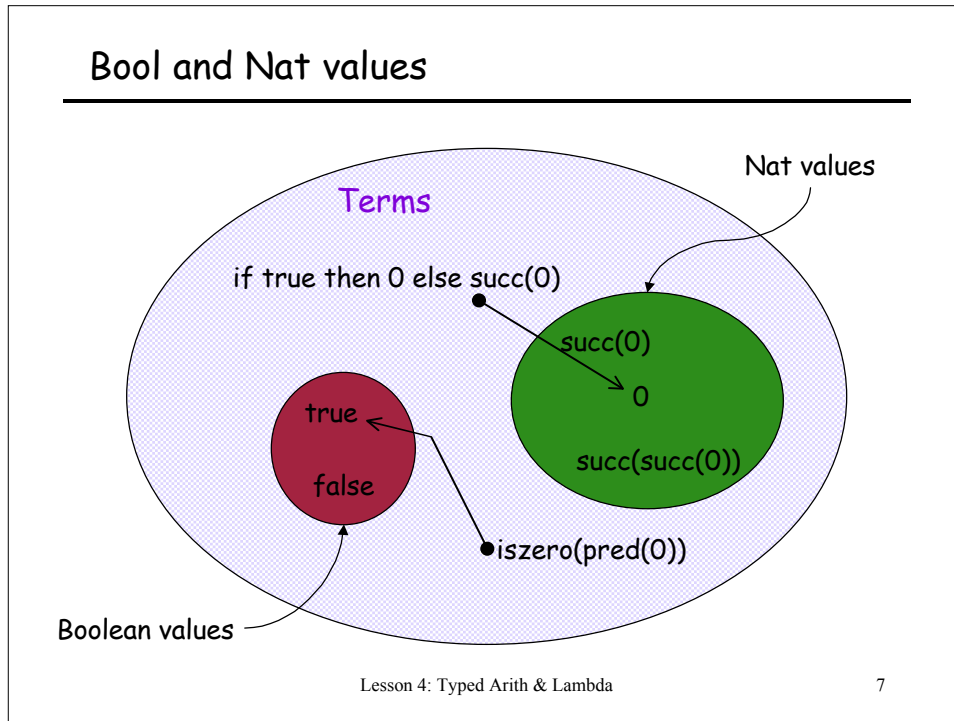 Bool and Nat values
Nat values
Terms
if true then 0 else succ(0)
succ(0)
0
true
succ(succ(0))
false
iszero(pred(0))
Boolean values
Lesson 4: Typed Arith & Lambda
7